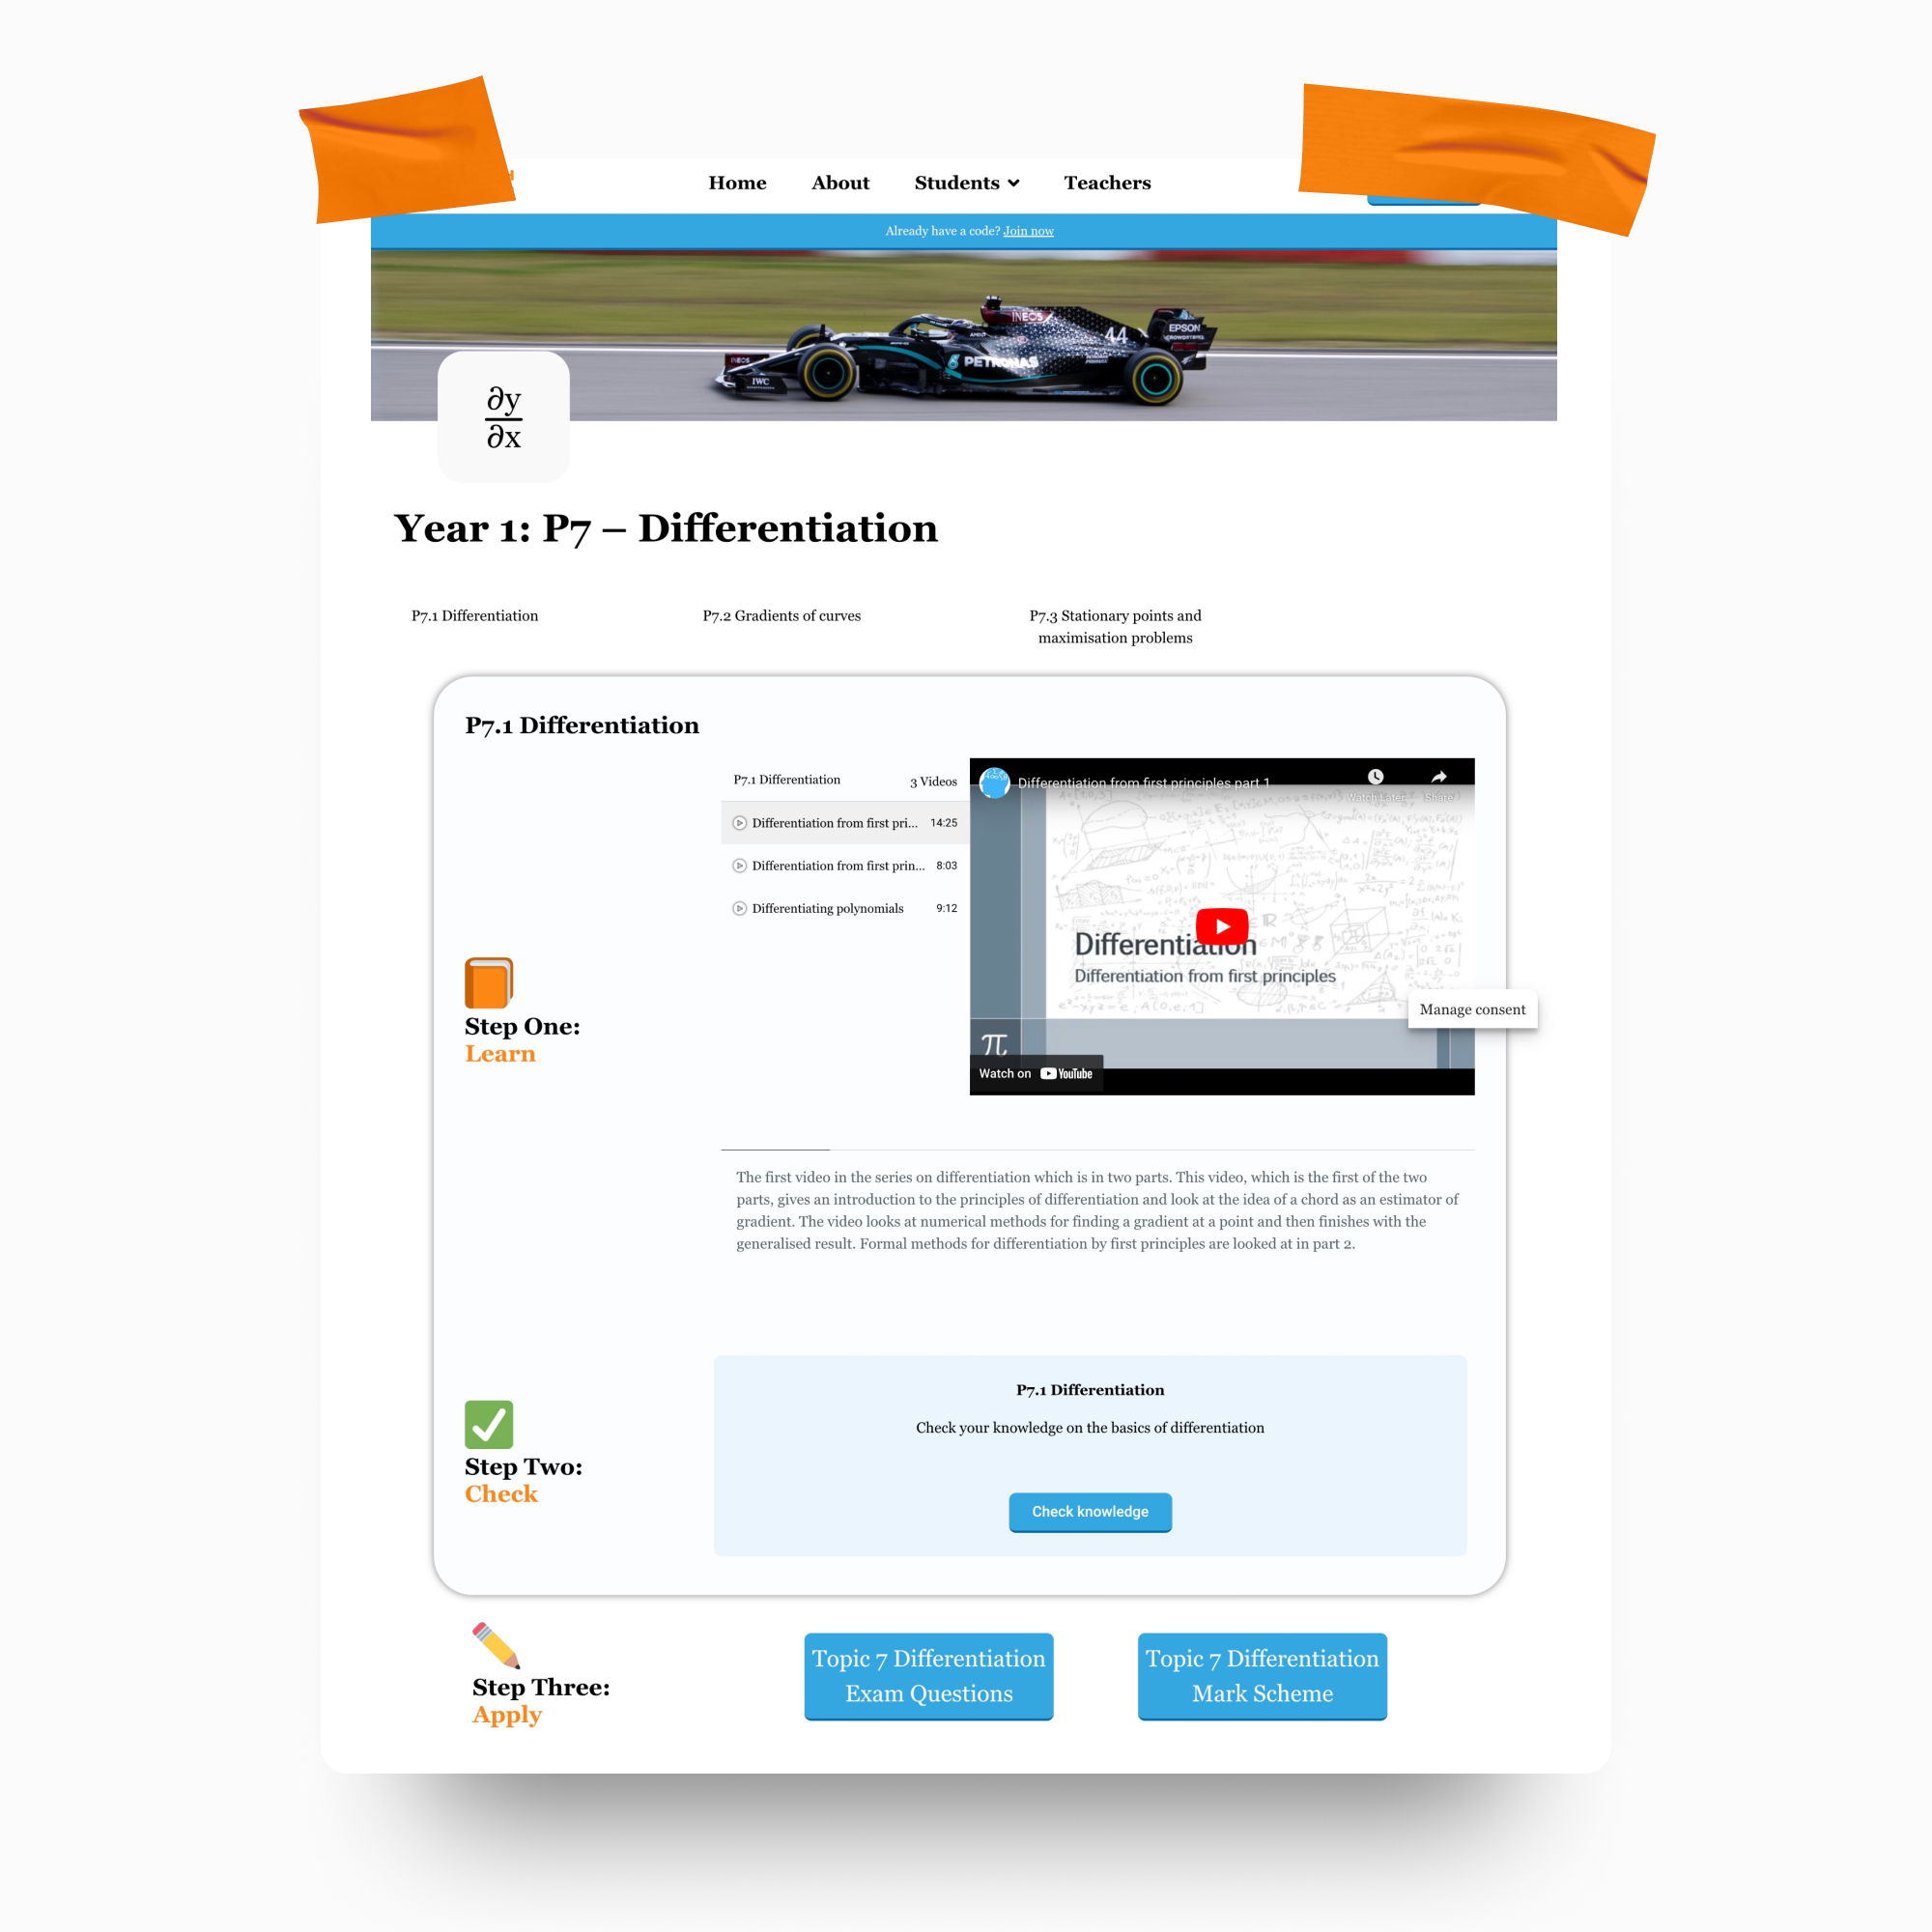 Home About Students Teachers
Already have a code? Join now
INEOS
44
EPSON
INEOS
PETRONAS
IWC
∂y
∂x
Year 1: P7 – Differentiation
P7.1 Differentiation
P7.2 Gradients of curves
P7.3 Stationary points and
maximisation problems
P7.1 Differentiation
P7.1 Differentiation 3 Videos
Differentiation from first pri... 14:25
Differentiation from first prin... 8:03
Differentiating polynomials 9:12
Differentiation from first principles part 1
Watch Later Share
Differentiation
Differentiation from first principles
π
Watch on YouTube
Manage consent
Step One:
Learn
The first video in the series on differentiation which is in two parts. This video, which is the first of the two
parts, gives an introduction to the principles of differentiation and look at the idea of a chord as an estimator of
gradient. The video looks at numerical methods for finding a gradient at a point and then finishes with the
generalised result. Formal methods for differentiation by first principles are looked at in part 2.
Step Two:
Check
P7.1 Differentiation
Check your knowledge on the basics of differentiation
Check knowledge
Step Three:
Apply
Topic 7 Differentiation
Exam Questions
Topic 7 Differentiation
Mark Scheme